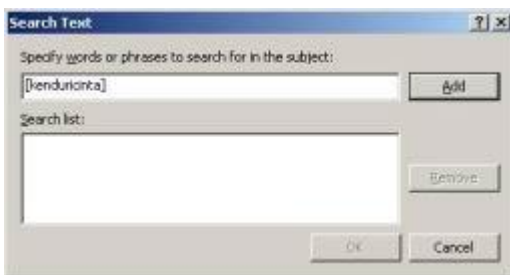 Search Text
Specify words or phrases to search for in the subject:
[kenduricinta]
Add
Search list:
Remove
OK
Cancel